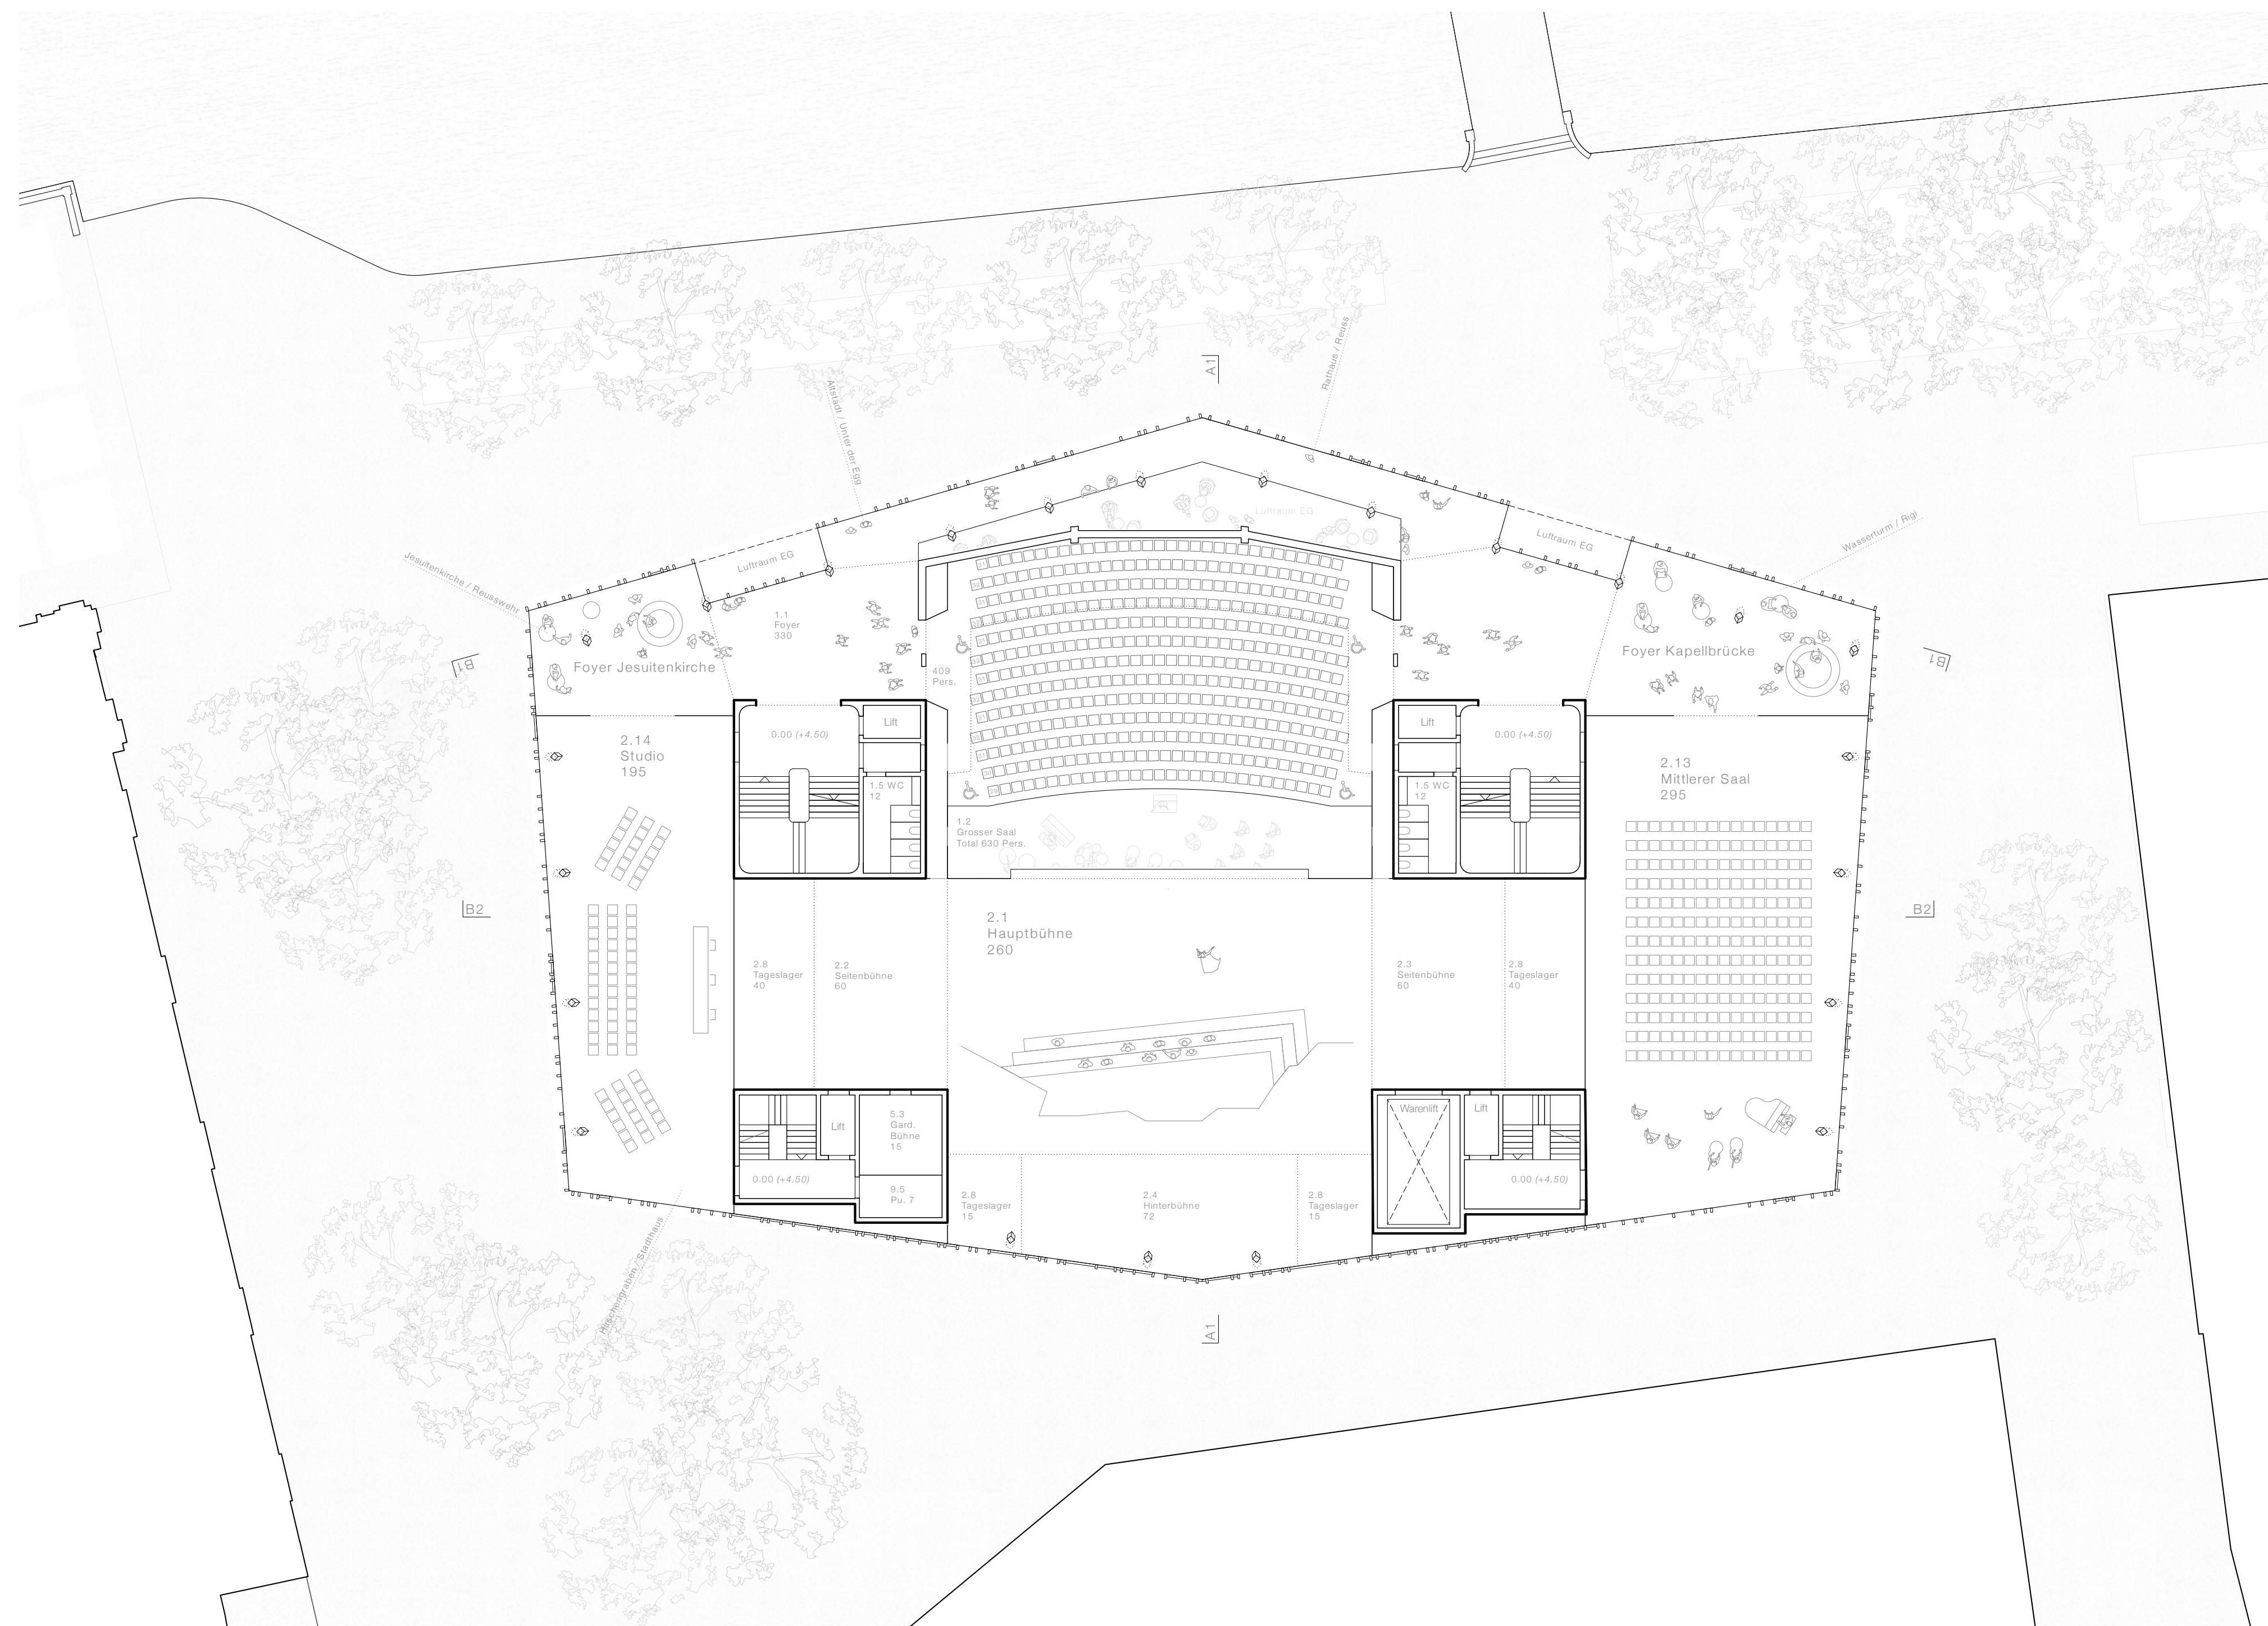 A1
Rathaus / Reuss
Altstadt / Unter der Egg
Luftraum EG
Wasserturm / Rigi
Luftraum EG
Luftraum EG
Jesuitenkirche / Reusswehr
1.1
Foyer
330
B1
Foyer Jesuitenkirche
409
Pers.
Foyer Kapellbrücke
B1
2.14
Studio
195
0.00 (+4.50)
Lift
Lift
0.00 (+4.50)
2.13
Mittlerer Saal
295
1.5 WC
12
1.5 WC
12
1.2
Grosser Saal
Total 630 Pers.
B2
B2
2.1
Hauptbühne
260
2.8
Tageslager
40
2.2
Seitenbühne
60
2.3
Seitenbühne
60
2.8
Tageslager
40
Lift
5.3
Gard.
Bühne
15
Warenlift
Lift
0.00 (+4.50)
9.5
Pu. 7
0.00 (+4.50)
2.8
Tageslager
15
2.4
Hinterbühne
72
2.8
Tageslager
15
Hirschengraben, Stadthaus
A1